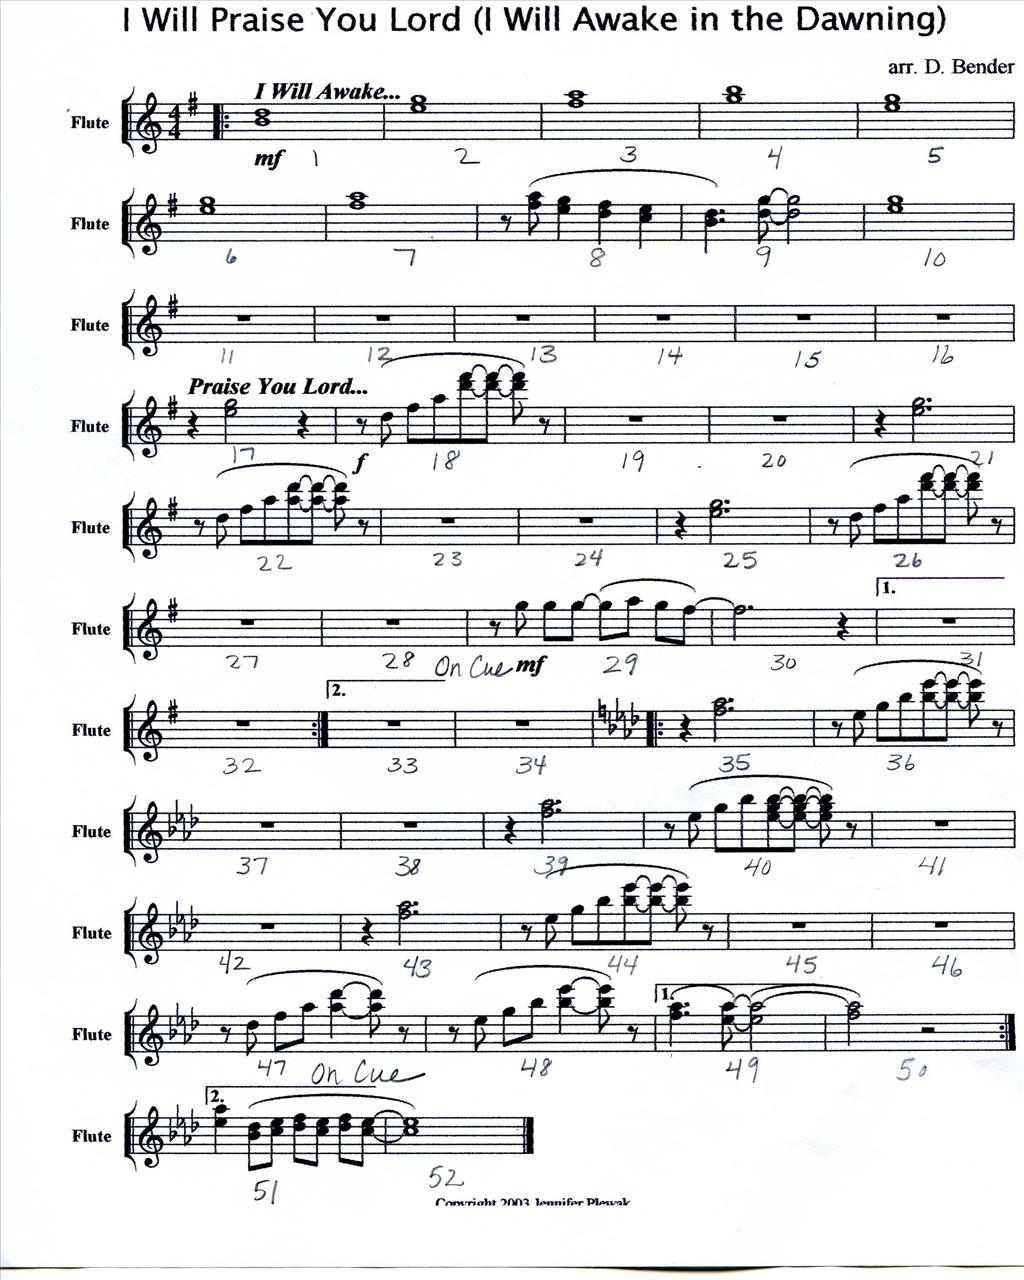 I Will Praise You Lord (I Will Awake in the Dawning)
arr. D. Bender
I Will Awake...
Flute
mf 1 2 3 4 5
Flute
6 7 8 9 10
Flute
11 12 13 14 15 16
Praise You Lord...
Flute
17 f 18 19 20 21
Flute
22 23 24 25 26
1.
Flute
27 28 On Cue mf 29 30 31
2.
Flute
32 33 34 35 36
Flute
37 38 39 40 41
Flute
42 43 44 45 46
1.
Flute
47 On Cue 48 49 50
2.
Flute
51 52
Copyright 2003 Jennifer Plewak